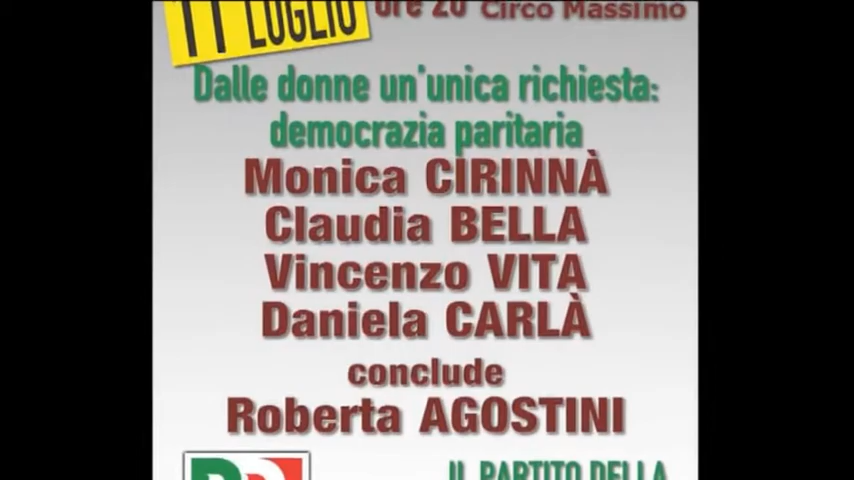 11 LUGLIO ore 20 Circo Massimo
Dalle donne un'unica richiesta:
democrazia paritaria
Monica CIRINNÀ
Claudia BELLA
Vincenzo VITA
Daniela CARLÀ
conclude
Roberta AGOSTINI
PD IL PARTITO DELLA